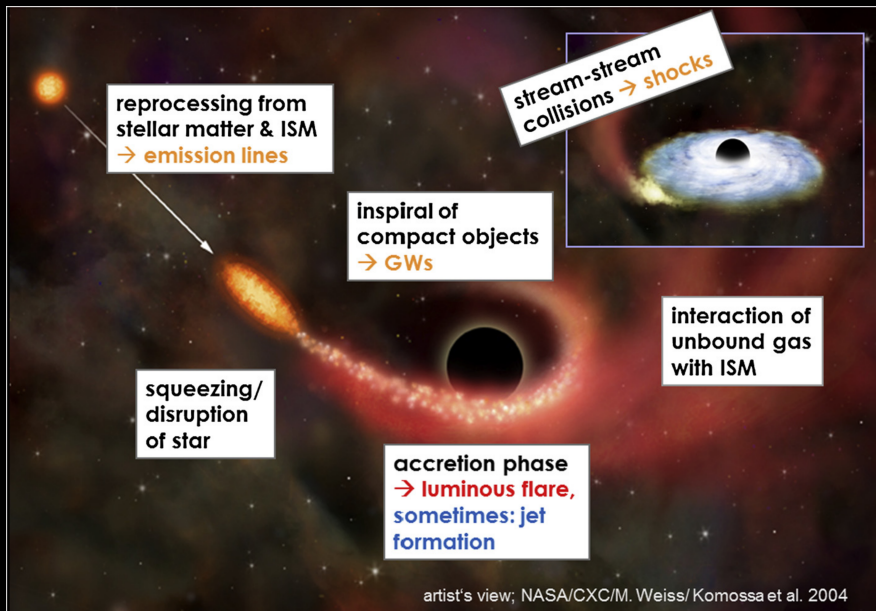 reprocessing from
stellar matter & ISM
→ emission lines
stream-stream
collisions → shocks
inspiral of
compact objects
→ GWs
interaction of
unbound gas
with ISM
squeezing/
disruption
of star
accretion phase
→ luminous flare,
sometimes: jet
formation
artist's view; NASA/CXC/M. Weiss/ Komossa et al. 2004